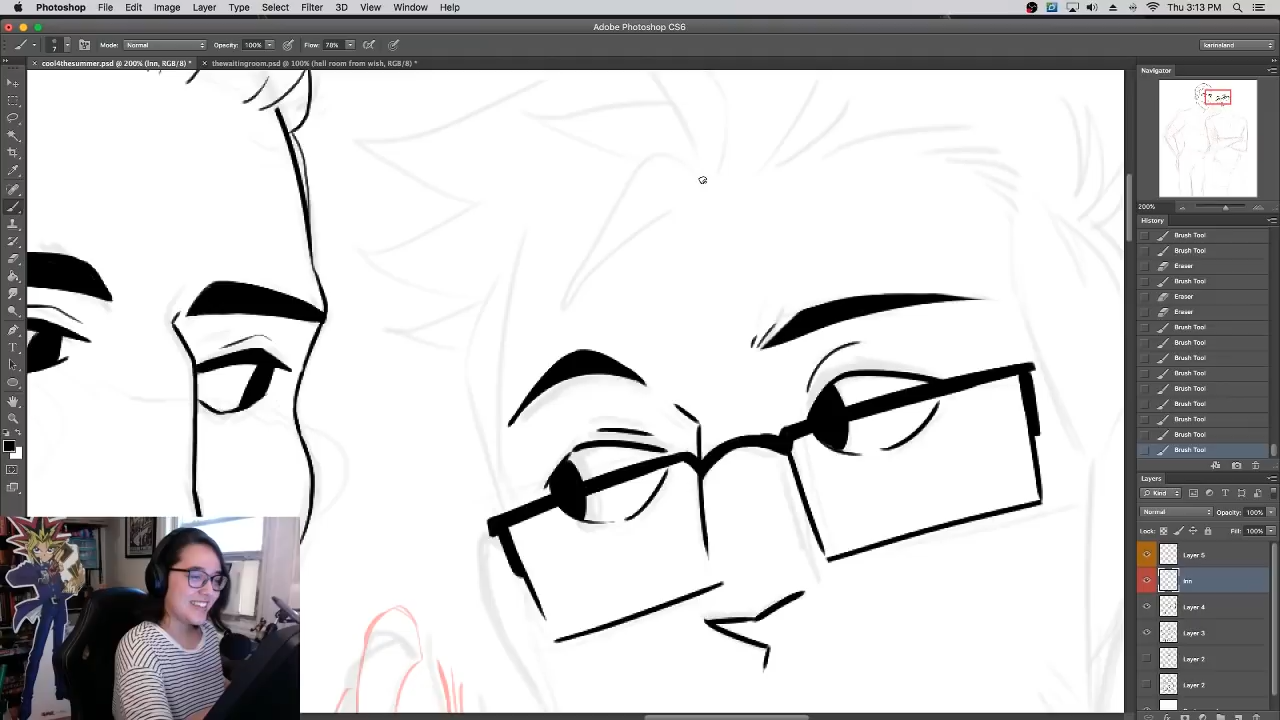 Photoshop File Edit Image Layer Type Select Filter 3D View Window Help Thu 3:13 PM
Adobe Photoshop CS6
7 Mode: Normal Opacity: 100% Flow: 78% karinsland
cool4thesummer.psd @ 200% (Inn, RGB/8) * thewaitingroom.psd @ 100% (hell room from wish, RGB/8) *
Navigator
200%
History
Brush Tool
Brush Tool
Eraser
Brush Tool
Eraser
Eraser
Brush Tool
Brush Tool
Brush Tool
Brush Tool
Brush Tool
Brush Tool
Brush Tool
Brush Tool
Brush Tool
Layers
Kind
Normal Opacity: 100%
Lock: Fill: 100%
Layer 5
Inn
Layer 4
Layer 3
Layer 2
Layer 2